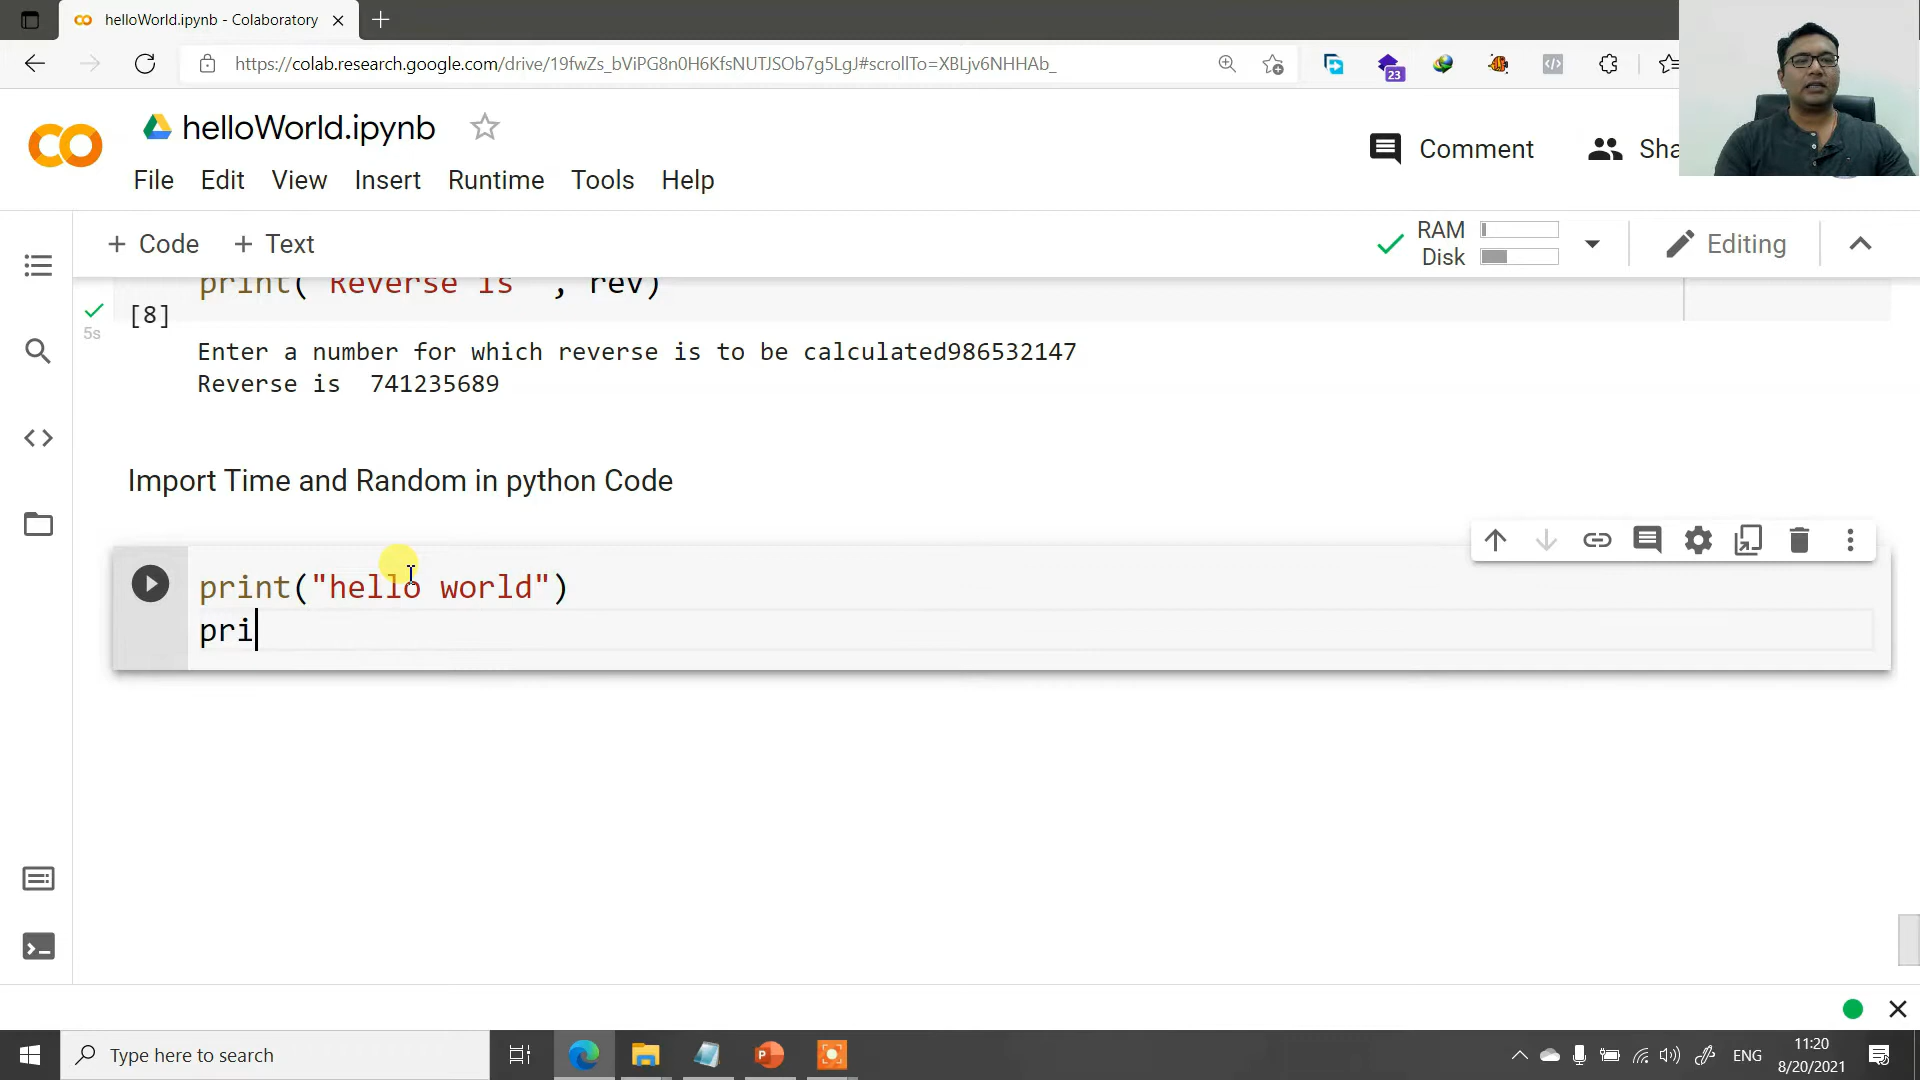 helloWorld.ipynb - Colaboratory
https://colab.research.google.com/drive/19fwZs_bViPG8n0H6KfsNUTJSOb7g5LgJ#scrollTo=XBLjv6NHHAb_
23
helloWorld.ipynb
Comment
Sha
File Edit View Insert Runtime Tools Help
+ Code + Text
RAM
Disk
Editing
print( Reverse is , rev)
[8]
5s
Enter a number for which reverse is to be calculated986532147
Reverse is 741235689
Import Time and Random in python Code
print("hello world")
pri
Type here to search
ENG
11:20
8/20/2021